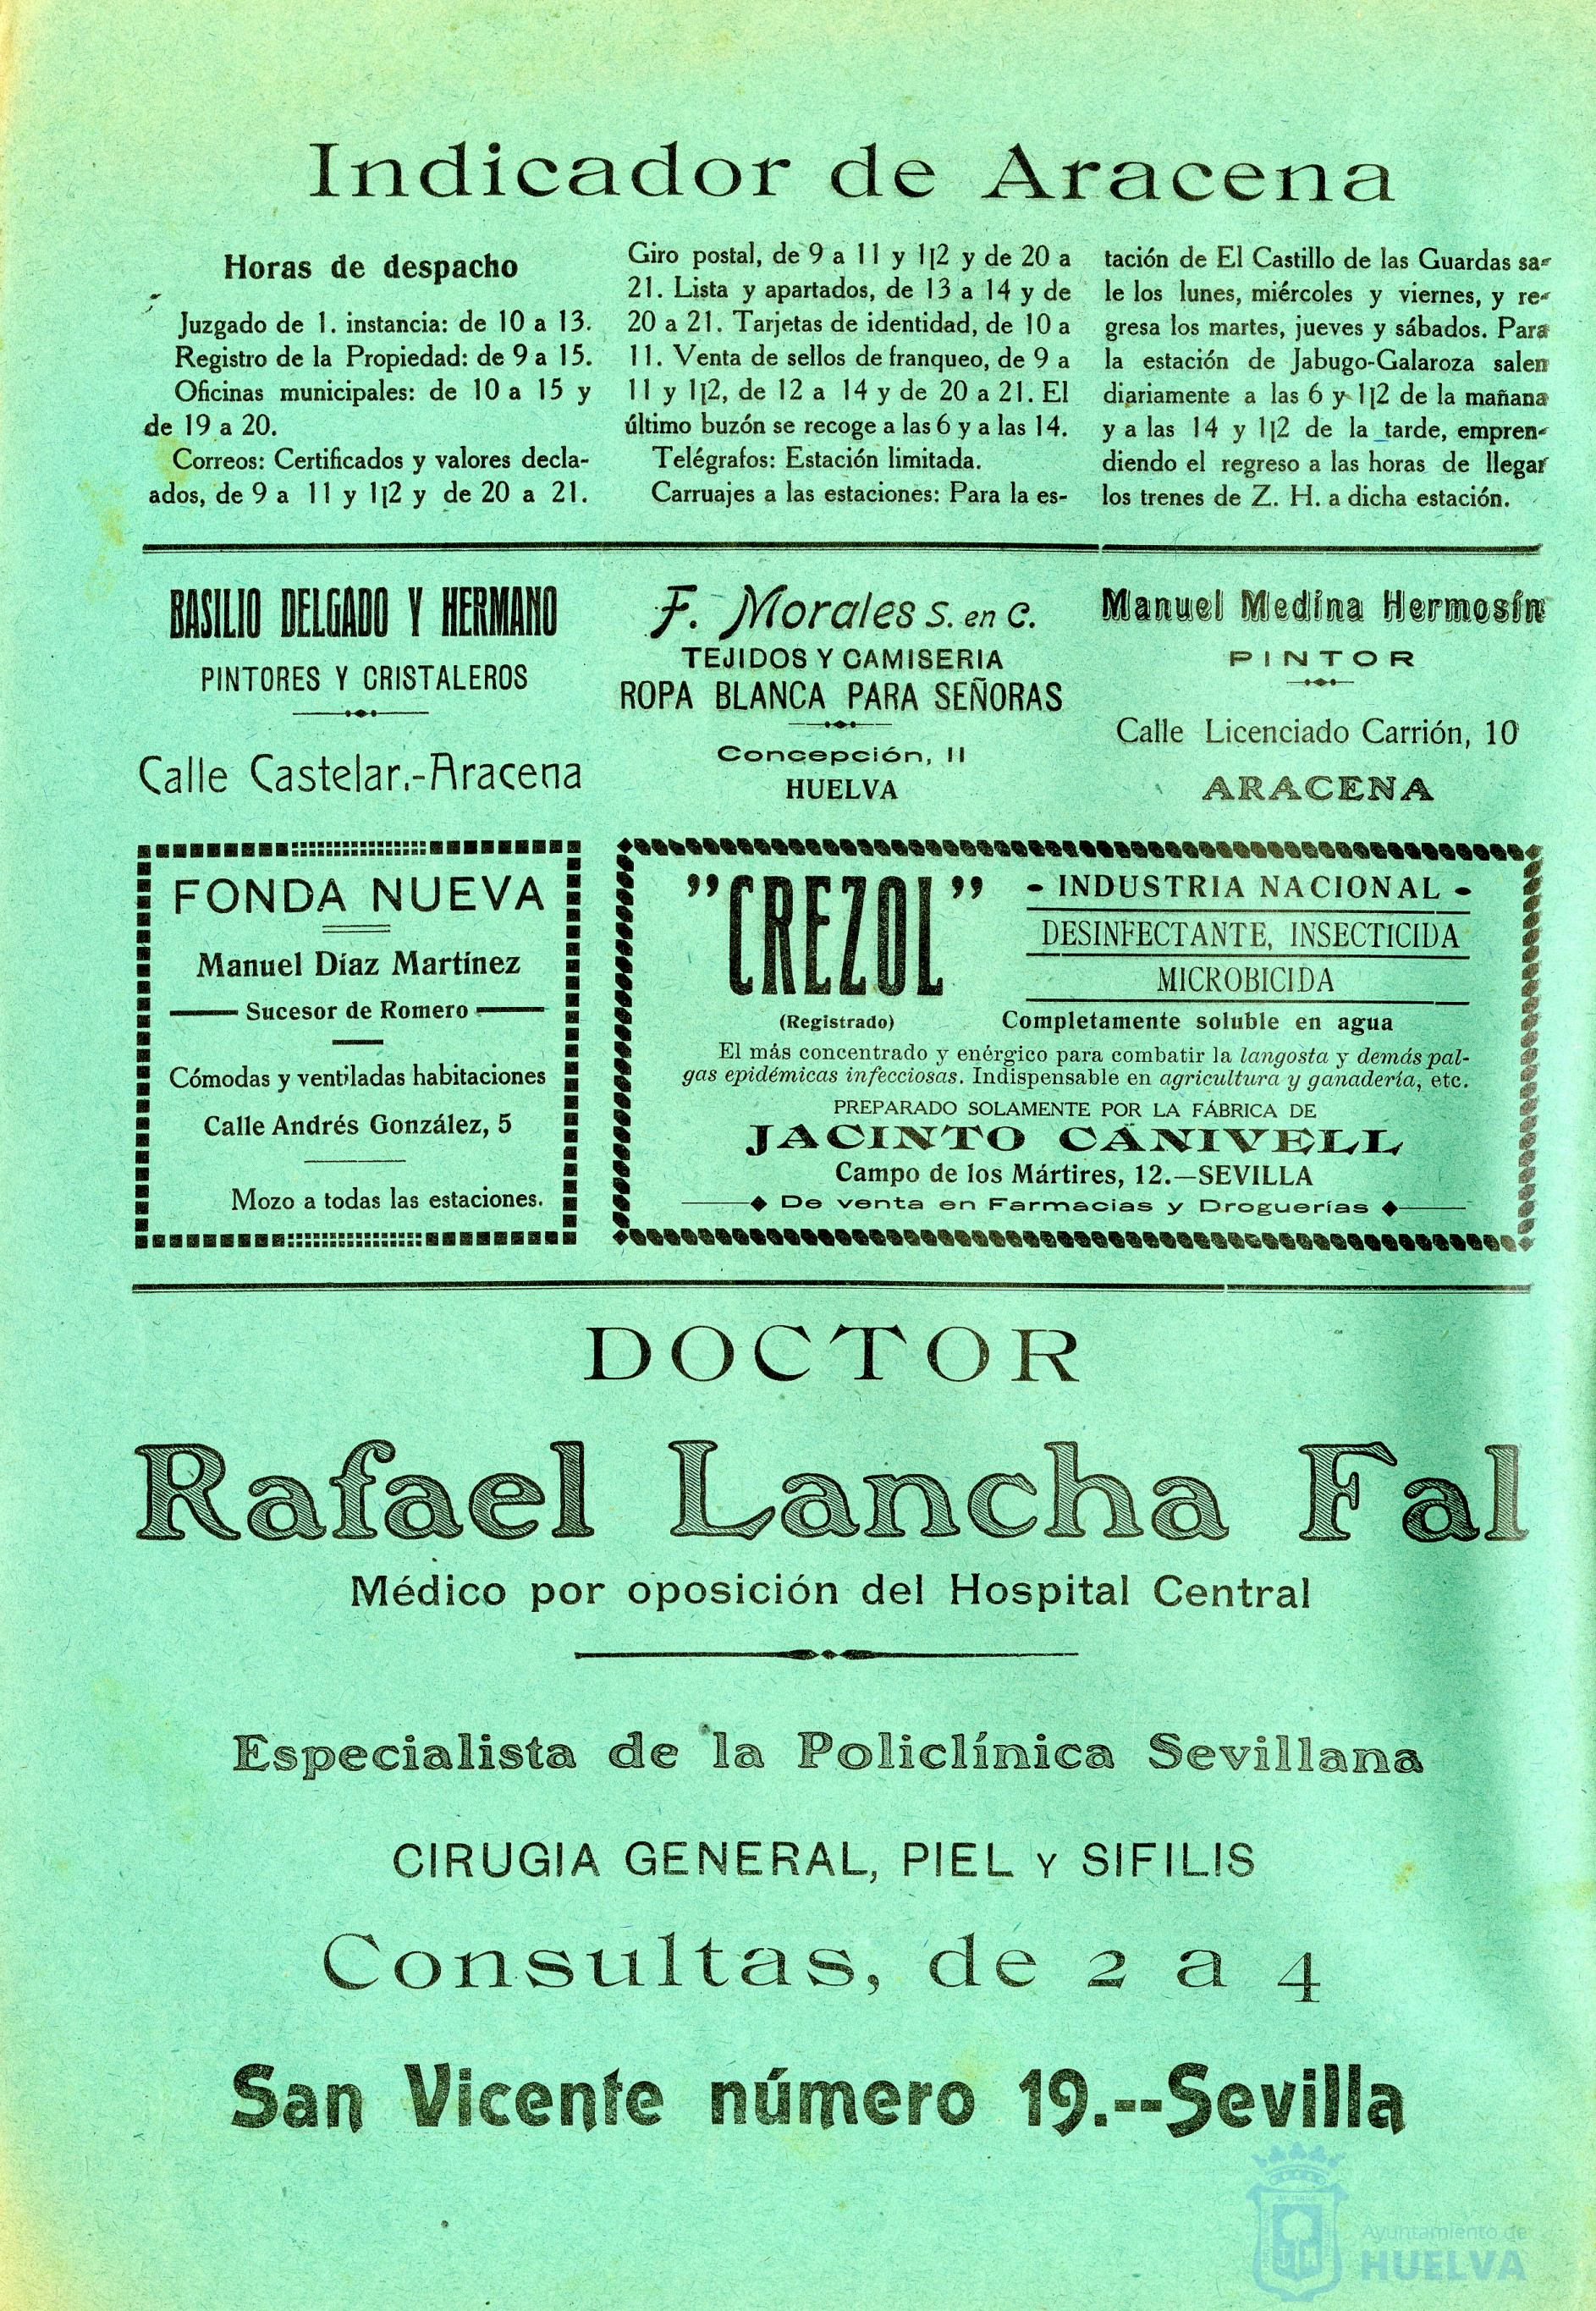 Indicador de Aracena
Horas de despacho
Juzgado de 1. instancia: de 10 a 13.
Registro de la Propiedad: de 9 a 15.
Oficinas municipales: de 10 a 15 y
de 19 a 20.
Correos: Certificados y valores decla-
ados, de 9 a 11 y 1|2 y de 20 a 21.
Giro postal, de 9 a 11 y 1|2 y de 20 a
21. Lista y apartados, de 13 a 14 y de
20 a 21. Tarjetas de identidad, de 10 a
11. Venta de sellos de franqueo, de 9 a
11 y 1|2, de 12 a 14 y de 20 a 21. El
último buzón se recoge a las 6 y a las 14.
Telégrafos: Estación limitada.
Carruajes a las estaciones: Para la es-
tación de El Castillo de las Guardas sa-
le los lunes, miércoles y viernes, y re-
gresa los martes, jueves y sábados. Para
la estación de Jabugo-Galaroza salen
diariamente a las 6 y 1|2 de la mañana
y a las 14 y 1|2 de la tarde, empren-
diendo el regreso a las horas de llegar
los trenes de Z. H. a dicha estación.
BASILIO DELGADO Y HERMANO
PINTORES Y CRISTALEROS
Calle Castelar.-Aracena
F. Morales S. en C.
TEJIDOS Y CAMISERIA
ROPA BLANCA PARA SEÑORAS
Concepción, 11
HUELVA
Manuel Medina Hermosín
PINTOR
Calle Licenciado Carrión, 10
ARACENA
FONDA NUEVA
Manuel Díaz Martínez
Sucesor de Romero
Cómodas y ventiladas habitaciones
Calle Andrés González, 5
Mozo a todas las estaciones.
"CREZOL"
(Registrado)
- INDUSTRIA NACIONAL -
DESINFECTANTE, INSECTICIDA
MICROBICIDA
Completamente soluble en agua
El más concentrado y enérgico para combatir la langosta y demás pal-
gas epidémicas infecciosas. Indispensable en agricultura y ganadería, etc.
PREPARADO SOLAMENTE POR LA FÁBRICA DE
JACINTO CÁNIVELL
Campo de los Mártires, 12.—SEVILLA
De venta en Farmacias y Droguerías
DOCTOR
Rafael Lancha Fal
Médico por oposición del Hospital Central
Especialista de la Policlínica Sevillana
CIRUGIA GENERAL, PIEL Y SIFILIS
Consultas, de 2 a 4
San Vicente número 19.--Sevilla
Ayuntamiento de
HUELVA